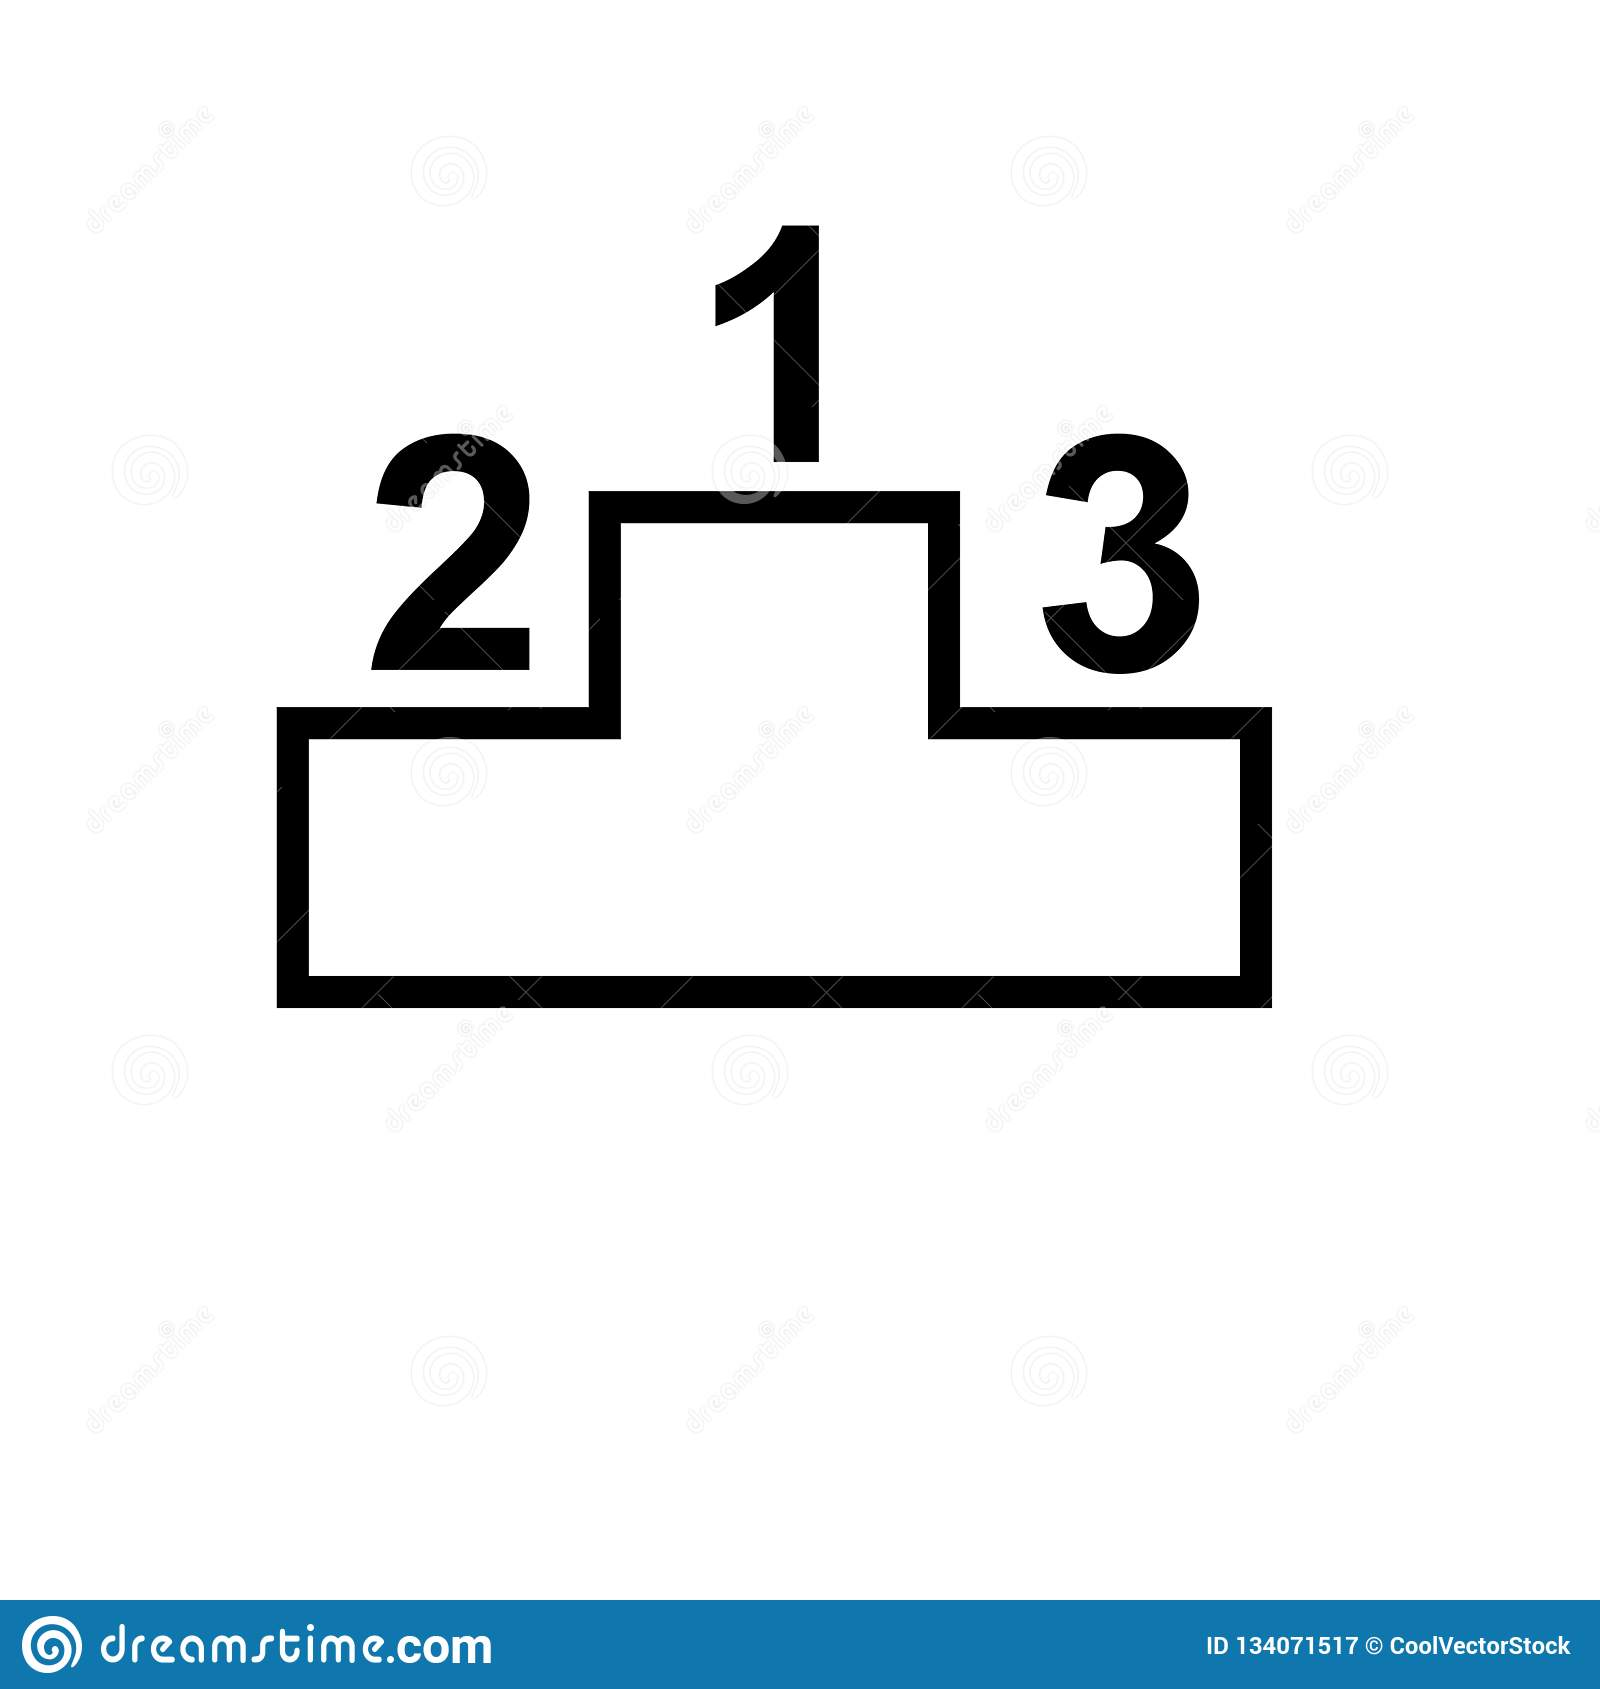 1
2 3
dreamstime.com
ID 134071517 © CoolVectorStock